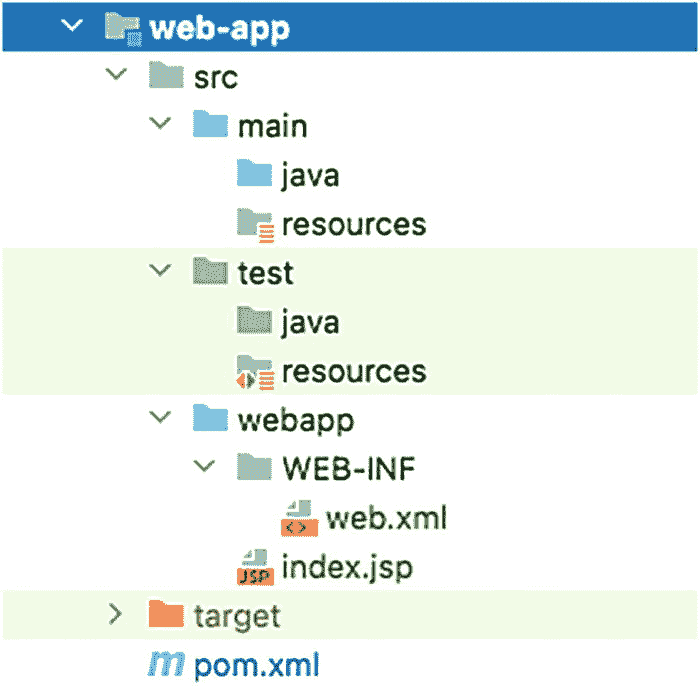 web-app
src
main
java
resources
test
java
resources
webapp
WEB-INF
<> web.xml
JSP index.jsp
target
m pom.xml